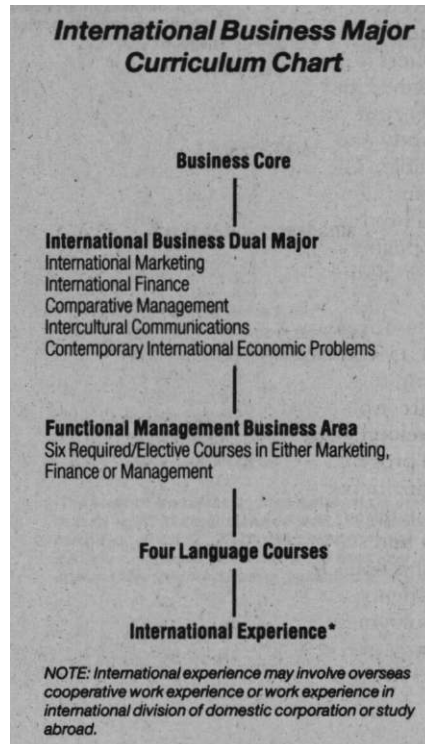 International Business Major
Curriculum Chart
Business Core
International Business Dual Major
International Marketing
International Finance
Comparative Management
Intercultural Communications
Contemporary International Economic Problems
Functional Management Business Area
Six Required/Elective Courses in Either Marketing,
Finance or Management
Four Language Courses
International Experience*
NOTE: International experience may involve overseas
cooperative work experience or work experience in
international division of domestic corporation or study
abroad.